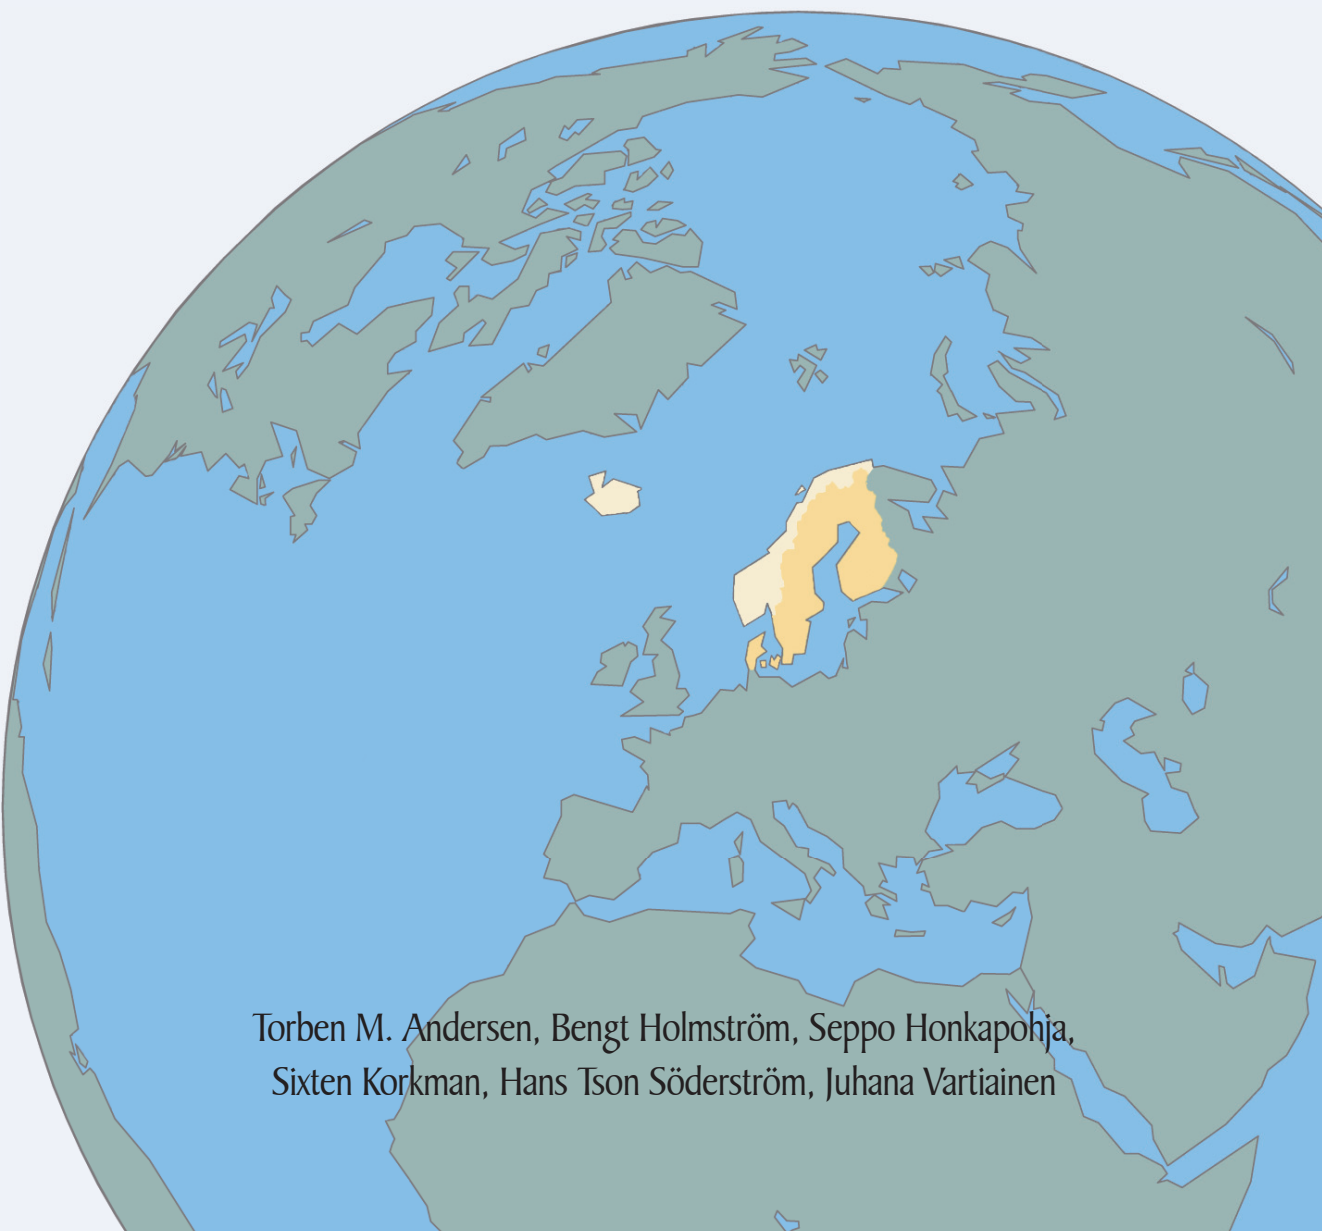 Torben M. Andersen, Bengt Holmström, Seppo Honkapohja,
Sixten Korkman, Hans Tson Söderström, Juhana Vartiainen